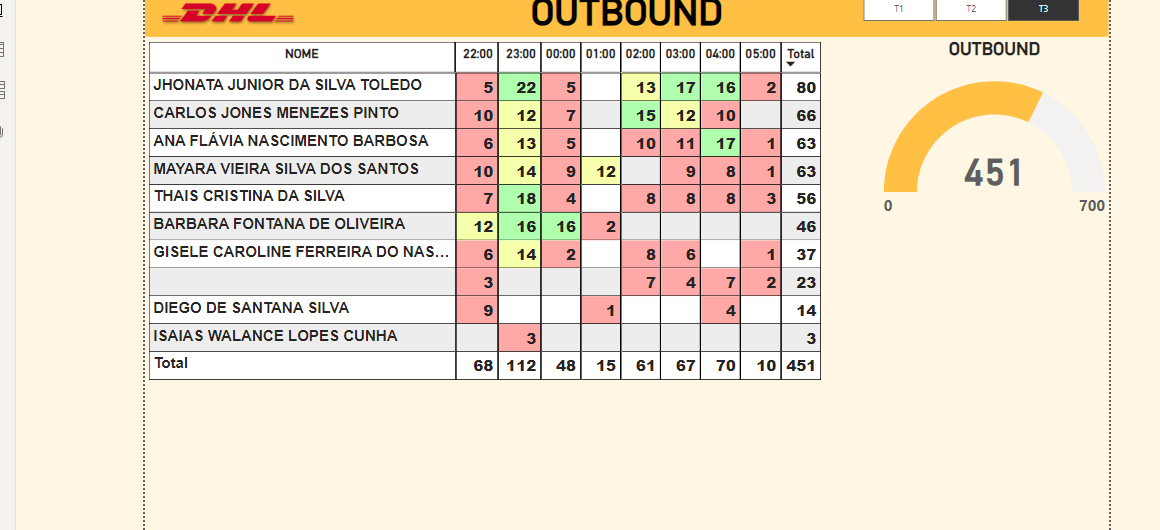 DHL OUTBOUND T1 T2 T3
NOME 22:00 23:00 00:00 01:00 02:00 03:00 04:00 05:00 Total
JHONATA JUNIOR DA SILVA TOLEDO 5 22 5 13 17 16 2 80
CARLOS JONES MENEZES PINTO 10 12 7 15 12 10 66
ANA FLÁVIA NASCIMENTO BARBOSA 6 13 5 10 11 17 1 63
MAYARA VIEIRA SILVA DOS SANTOS 10 14 9 12 9 8 1 63
THAIS CRISTINA DA SILVA 7 18 4 8 8 8 3 56
BARBARA FONTANA DE OLIVEIRA 12 16 16 2 46
GISELE CAROLINE FERREIRA DO NAS... 6 14 2 8 6 1 37
3 7 4 7 2 23
DIEGO DE SANTANA SILVA 9 1 4 14
ISAIAS WALANCE LOPES CUNHA 3 3
Total 68 112 48 15 61 67 70 10 451
OUTBOUND
451
0 700